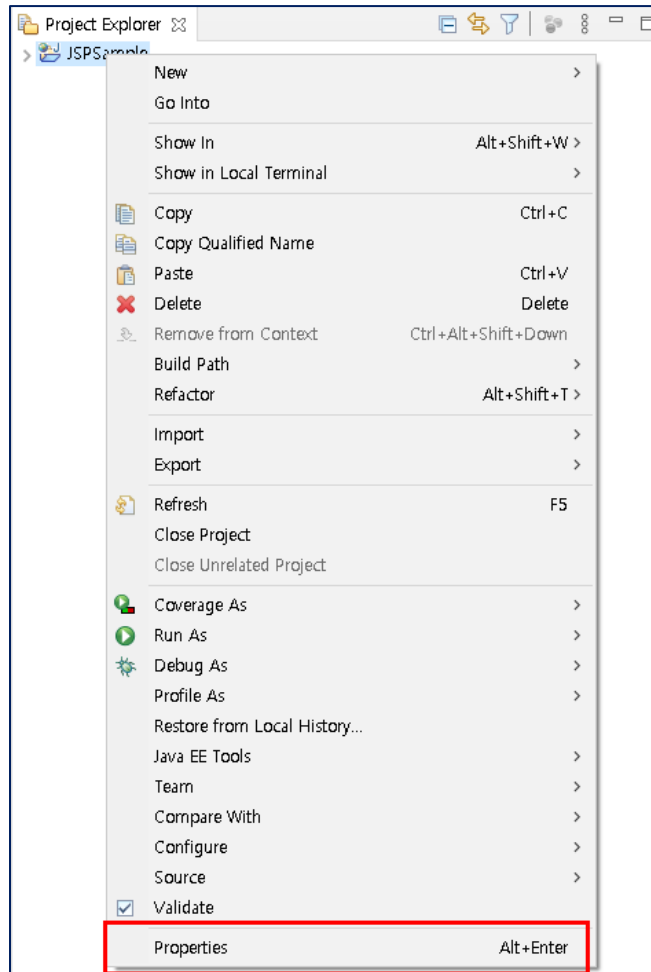 Project Explorer
JSPSample
New
Go Into
Show In Alt+Shift+W
Show in Local Terminal
Copy Ctrl+C
Copy Qualified Name
Paste Ctrl+V
Delete Delete
Remove from Context Ctrl+Alt+Shift+Down
Build Path
Refactor Alt+Shift+T
Import
Export
Refresh F5
Close Project
Close Unrelated Project
Coverage As
Run As
Debug As
Profile As
Restore from Local History...
Java EE Tools
Team
Compare With
Configure
Source
Validate
Properties Alt+Enter